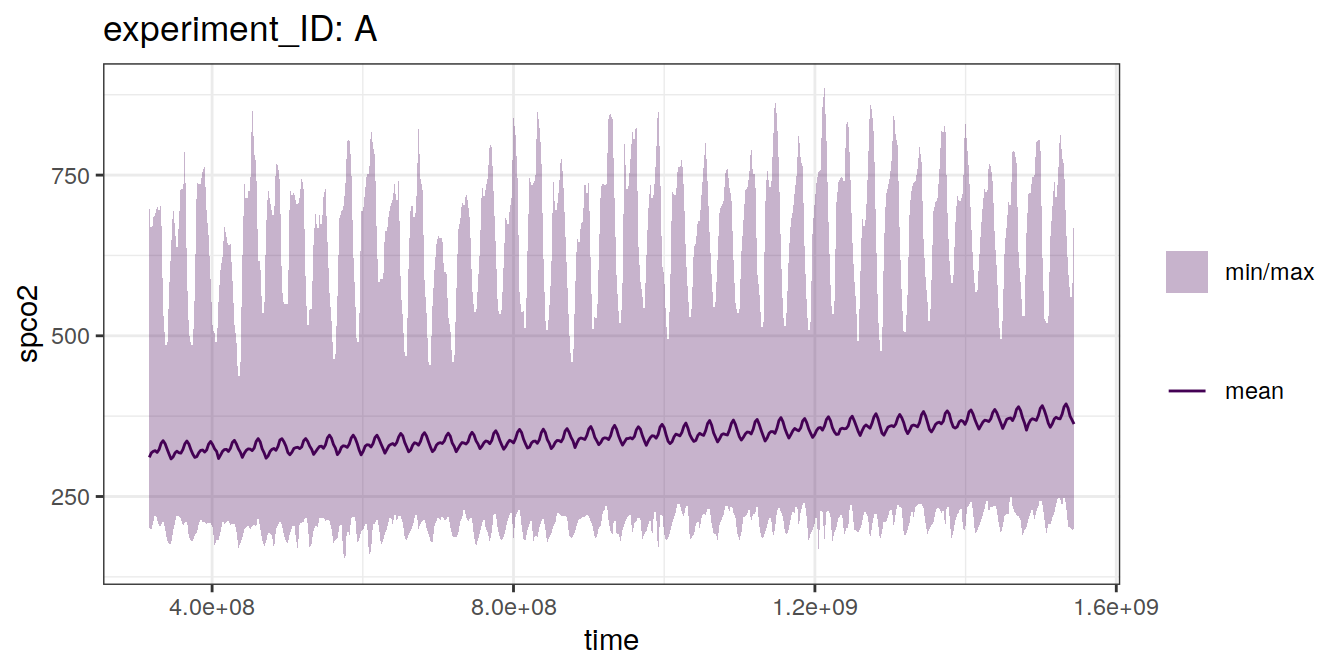 experiment_ID: A
spco2
750
500
250
4.0e+08
8.0e+08
1.2e+09
1.6e+09
time
min/max
mean